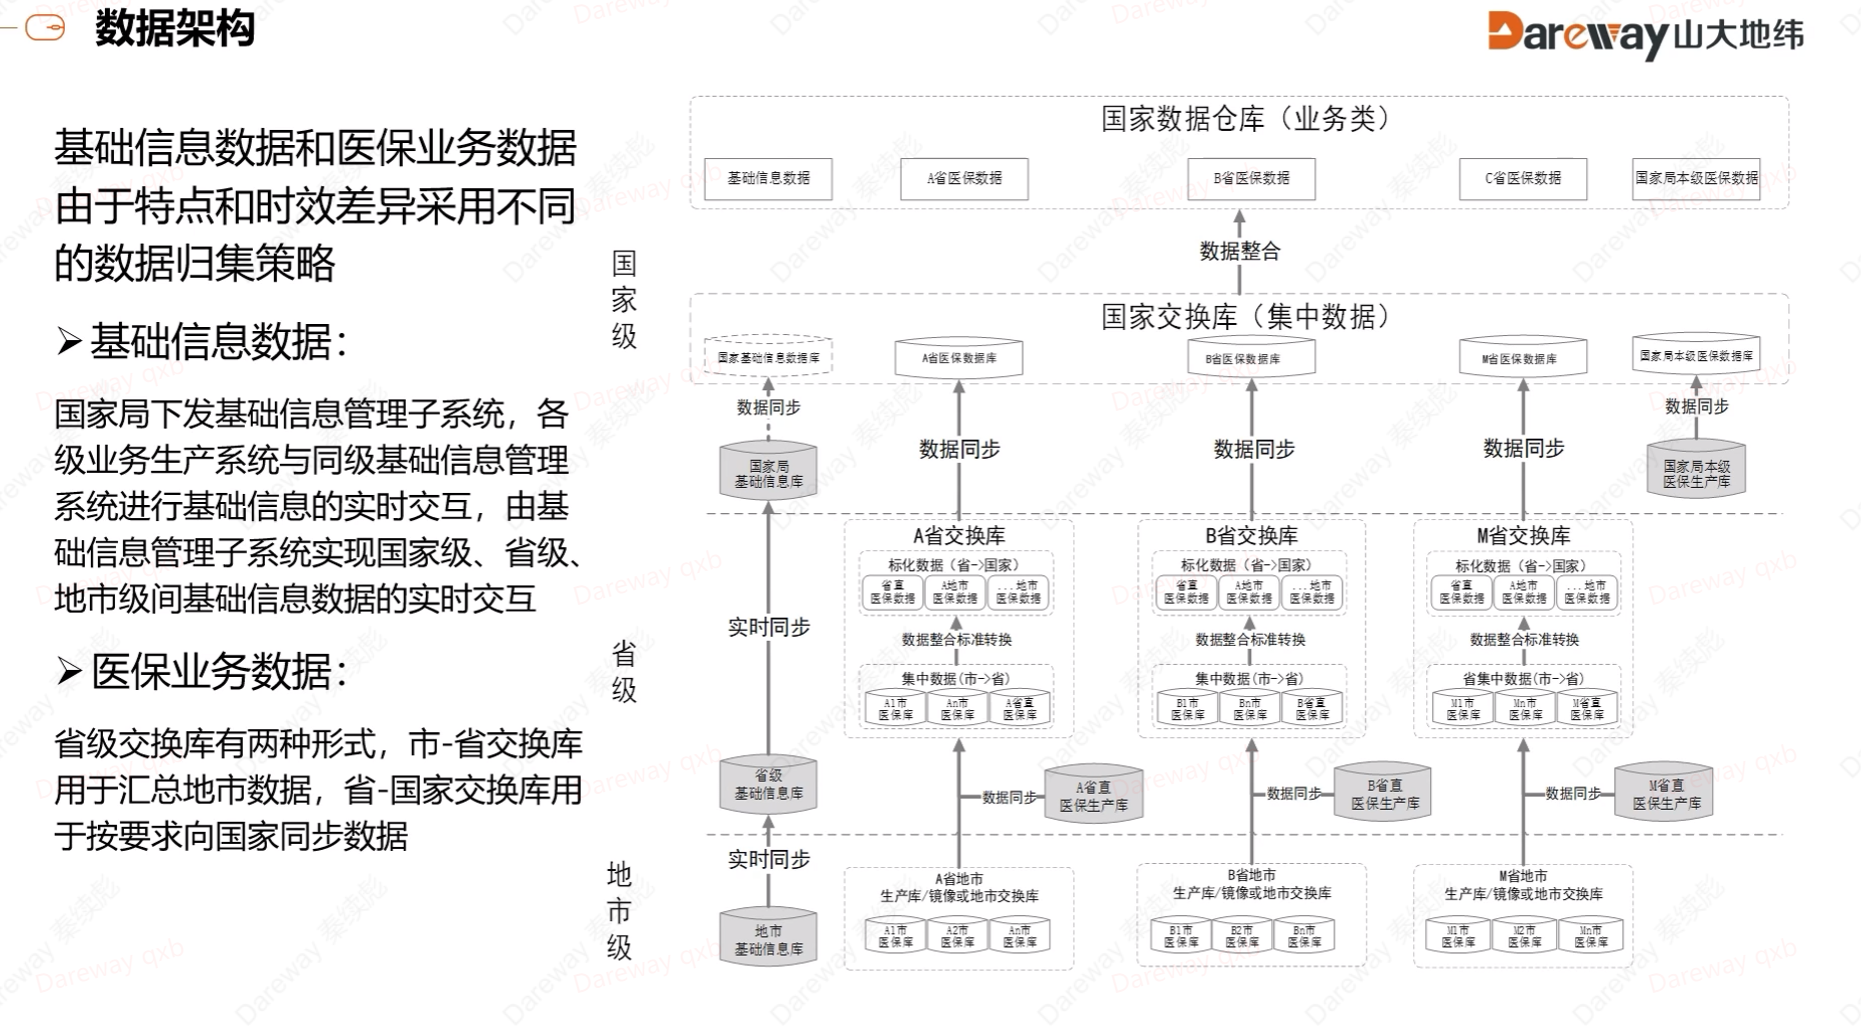 数据架构
Dareway山大地纬
基础信息数据和医保业务数据
由于特点和时效差异采用不同
的数据归集策略
➢基础信息数据：
国家局下发基础信息管理子系统，各
级业务生产系统与同级基础信息管理
系统进行基础信息的实时交互，由基
础信息管理子系统实现国家级、省级、
地市级间基础信息数据的实时交互
➢医保业务数据：
省级交换库有两种形式，市-省交换库
用于汇总地市数据，省-国家交换库用
于按要求向国家同步数据
国家级
省级
地市级
国家数据仓库（业务类）
基础信息数据
A省医保数据
B省医保数据
C省医保数据
国家局本级医保数据
数据整合
国家交换库（集中数据）
国家基础信息数据库
A省医保数据库
B省医保数据库
M省医保数据库
国家局本级医保数据库
数据同步
数据同步
数据同步
数据同步
数据同步
国家局
基础信息库
国家局本级
医保生产库
实时同步
A省交换库
标化数据（省->国家）
省直
医保数据
A地市
医保数据
...地市
医保数据
数据整合标准转换
集中数据(市->省)
A1市
医保库
An市
医保库
A省直
医保库
B省交换库
标化数据（省->国家）
省直
医保数据
A地市
医保数据
...地市
医保数据
数据整合标准转换
集中数据(市->省)
B1市
医保库
Bn市
医保库
B省直
医保库
M省交换库
标化数据（省->国家）
省直
医保数据
A地市
医保数据
...地市
医保数据
数据整合标准转换
省集中数据(市->省)
M1市
医保库
Mn市
医保库
M省直
医保库
省级
基础信息库
数据同步
A省直
医保生产库
数据同步
B省直
医保生产库
数据同步
M省直
医保生产库
实时同步
地市
基础信息库
A省地市
生产库/镜像或地市交换库
A1市
医保库
A2市
医保库
An市
医保库
B省地市
生产库/镜像或地市交换库
B1市
医保库
B2市
医保库
Bn市
医保库
M省地市
生产库/镜像或地市交换库
M1市
医保库
M2市
医保库
Mn市
医保库
Dareway qxb
Dareway 秦续彪